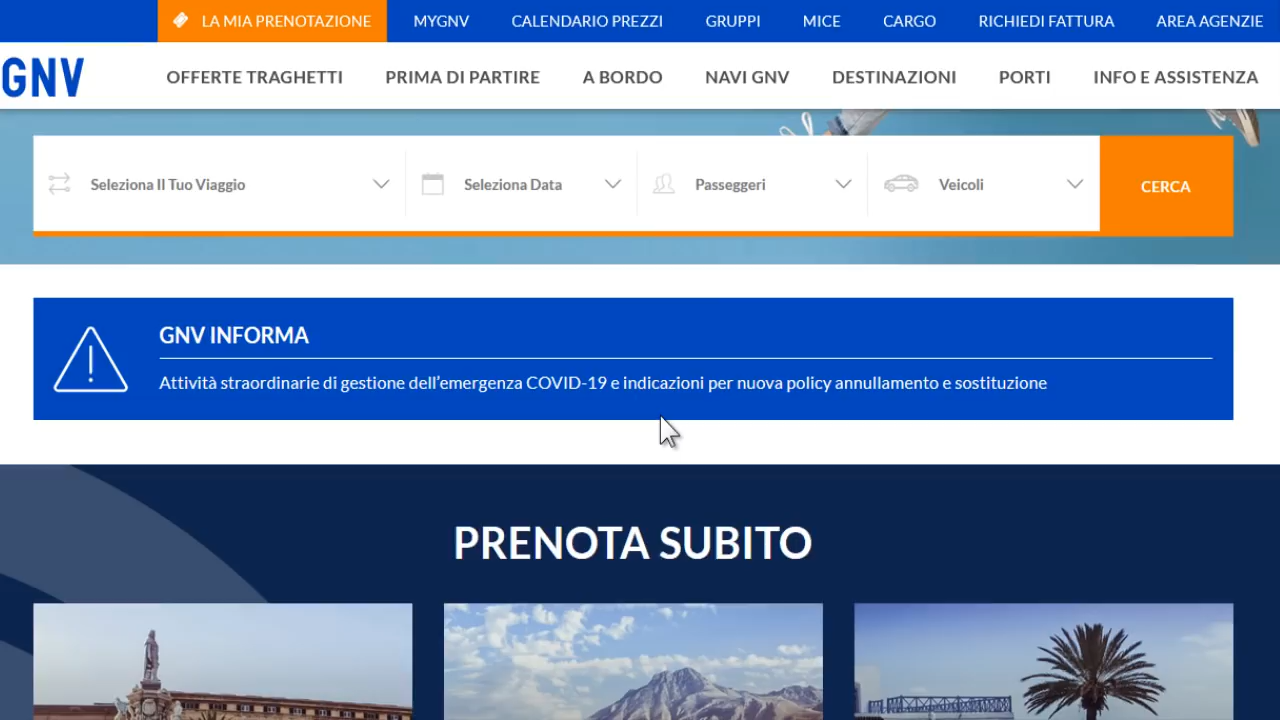 LA MIA PRENOTAZIONE MYGNV CALENDARIO PREZZI GRUPPI MICE CARGO RICHIEDI FATTURA AREA AGENZIE
GNV OFFERTE TRAGHETTI PRIMA DI PARTIRE A BORDO NAVI GNV DESTINAZIONI PORTI INFO E ASSISTENZA
Seleziona Il Tuo Viaggio Seleziona Data Passeggeri Veicoli CERCA
GNV INFORMA
Attività straordinarie di gestione dell’emergenza COVID-19 e indicazioni per nuova policy annullamento e sostituzione
PRENOTA SUBITO